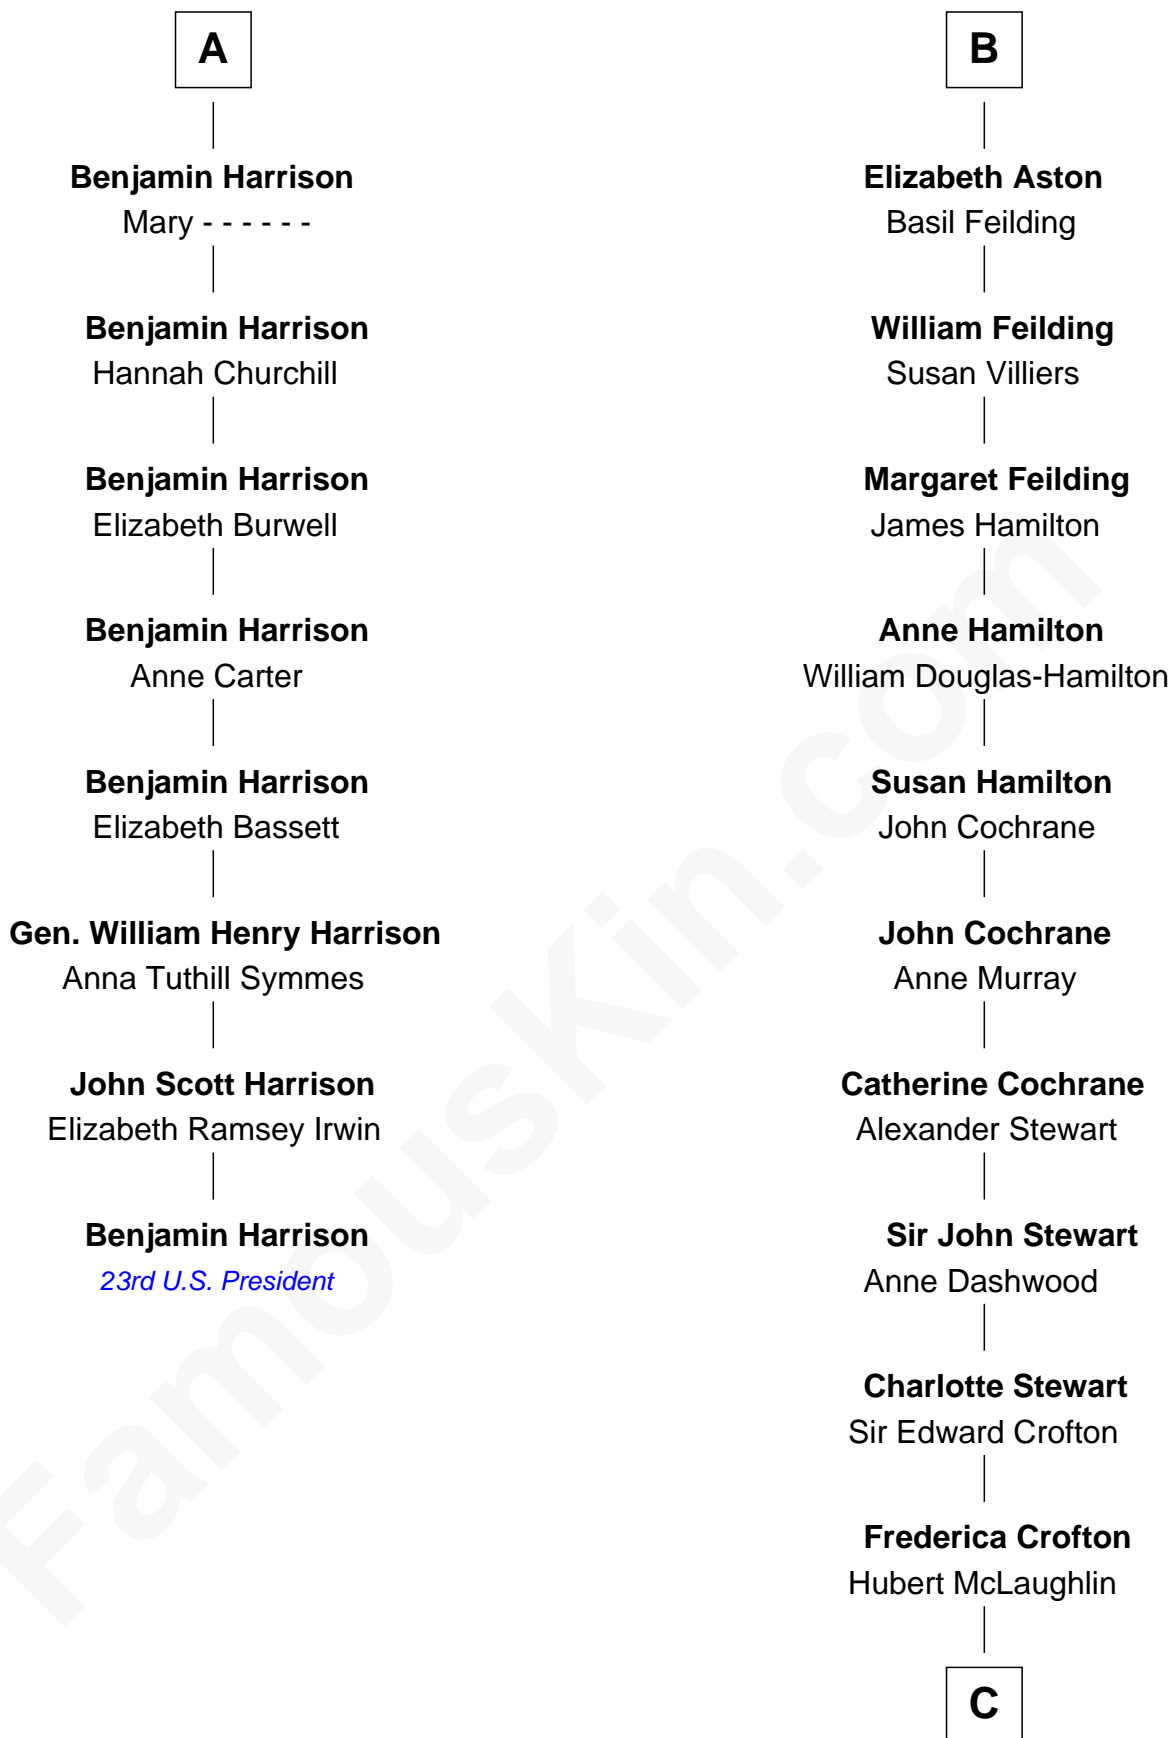 A
Benjamin Harrison
Mary - - - - - -
Benjamin Harrison
Hannah Churchill
Benjamin Harrison
Elizabeth Burwell
Benjamin Harrison
Anne Carter
Benjamin Harrison
Elizabeth Bassett
Gen. William Henry Harrison
Anna Tuthill Symmes
John Scott Harrison
Elizabeth Ramsey Irwin
Benjamin Harrison
23rd U.S. President
B
Elizabeth Aston
Basil Feilding
William Feilding
Susan Villiers
Margaret Feilding
James Hamilton
Anne Hamilton
William Douglas-Hamilton
Susan Hamilton
John Cochrane
John Cochrane
Anne Murray
Catherine Cochrane
Alexander Stewart
Sir John Stewart
Anne Dashwood
Charlotte Stewart
Sir Edward Crofton
Frederica Crofton
Hubert McLaughlin
C
FamousKin.com